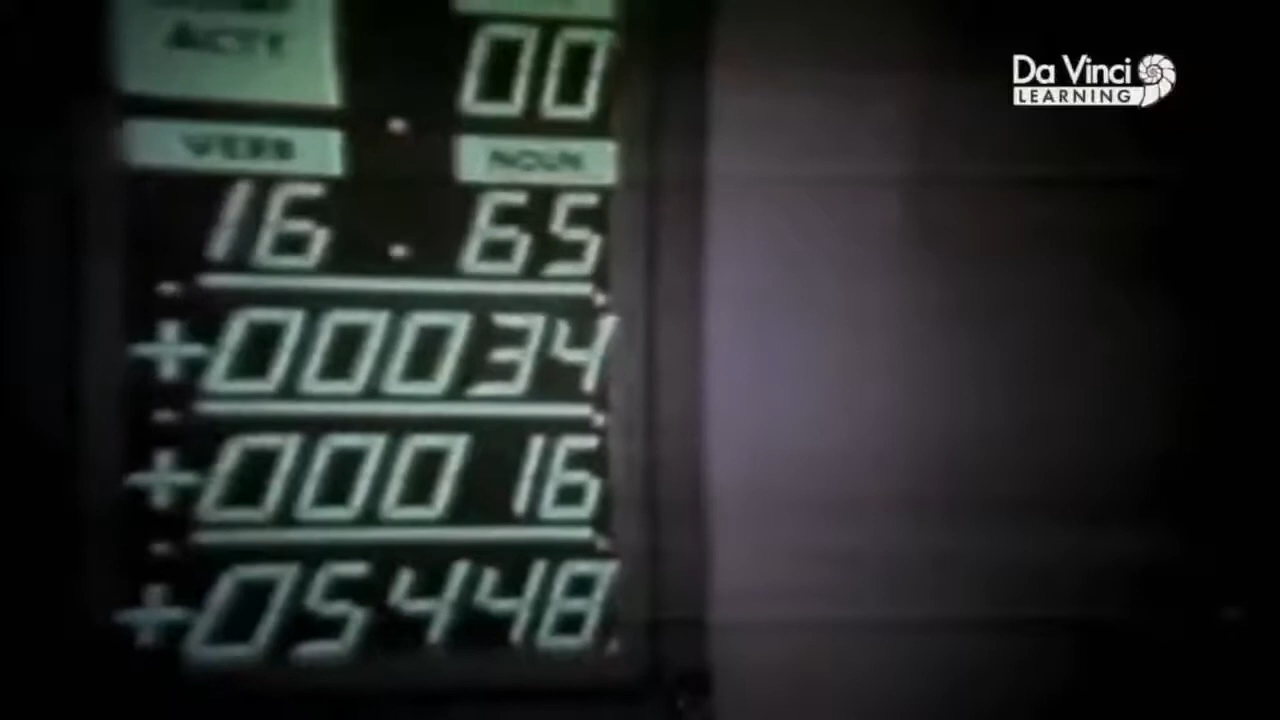 ACTY
00
VERB NOUN
16 65
+00034
+00016
+05448
Da Vinci
LEARNING